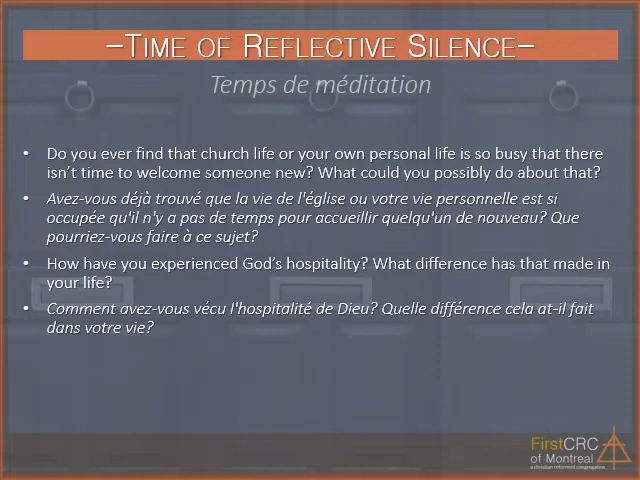 –Time of Reflective Silence–
Temps de méditation
• Do you ever find that church life or your own personal life is so busy that there
isn't time to welcome someone new? What could you possibly do about that?
• Avez-vous déjà trouvé que la vie de l'église ou votre vie personnelle est si
occupée qu'il n'y a pas de temps pour accueillir quelqu'un de nouveau? Que
pourriez-vous faire à ce sujet?
• How have you experienced God's hospitality? What difference has that made in
your life?
• Comment avez-vous vécu l'hospitalité de Dieu? Quelle différence cela at-il fait
dans votre vie?
FirstCRC
of Montreal
a christian reformed congregation